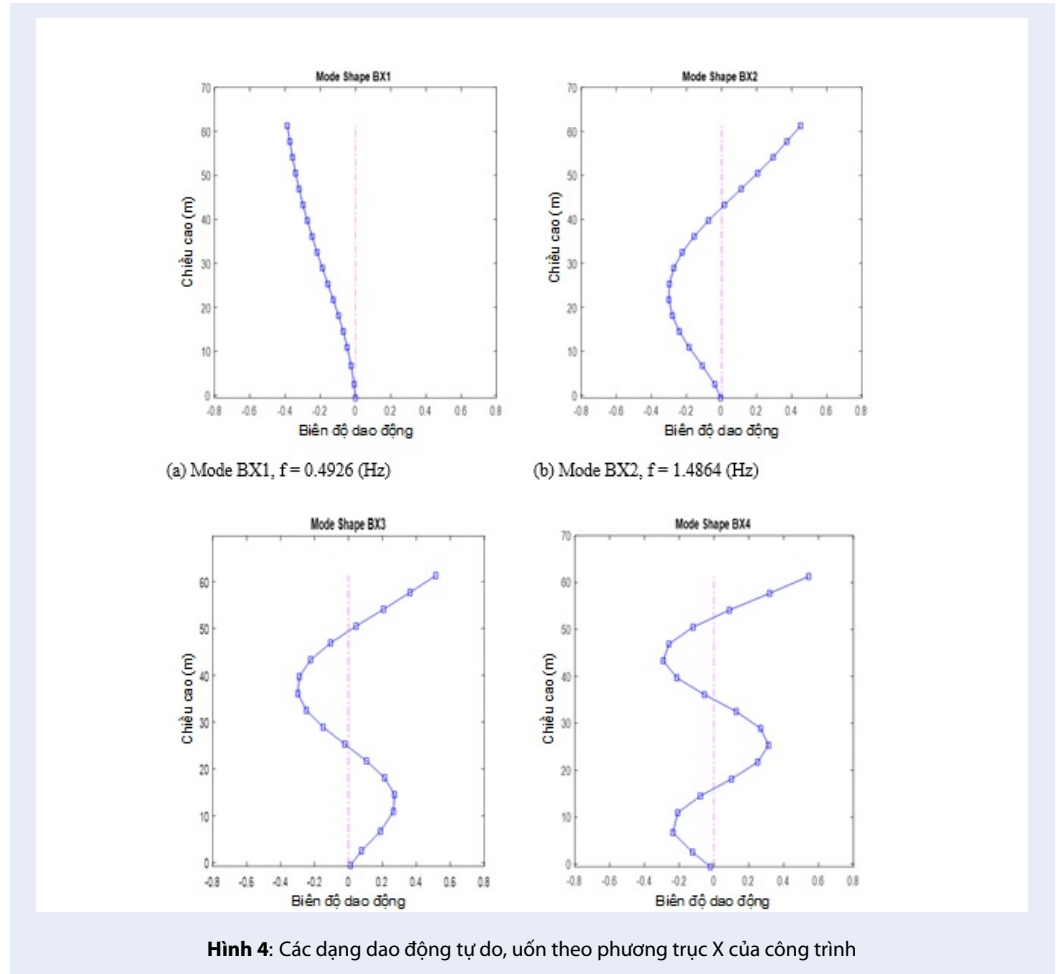 Mode Shape BX1
70
60
50
40
30
20
10
0
Chiều cao (m)
-0.8 -0.6 -0.4 -0.2 0 0.2 0.4 0.6 0.8
Biên độ dao động
(a) Mode BX1, f = 0.4926 (Hz)
Mode Shape BX2
70
60
50
40
30
20
10
0
Chiều cao (m)
-0.8 -0.6 -0.4 -0.2 0 0.2 0.4 0.6 0.8
Biên độ dao động
(b) Mode BX2, f = 1.4864 (Hz)
Mode Shape BX3
60
50
40
30
20
10
0
Chiều cao (m)
-0.8 -0.6 -0.4 -0.2 0 0.2 0.4 0.6 0.8
Biên độ dao động
Mode Shape BX4
70
60
50
40
30
20
10
0
Chiều cao (m)
-0.8 -0.6 -0.4 -0.2 0 0.2 0.4 0.6 0.8
Biên độ dao động
Hình 4: Các dạng dao động tự do, uốn theo phương trục X của công trình